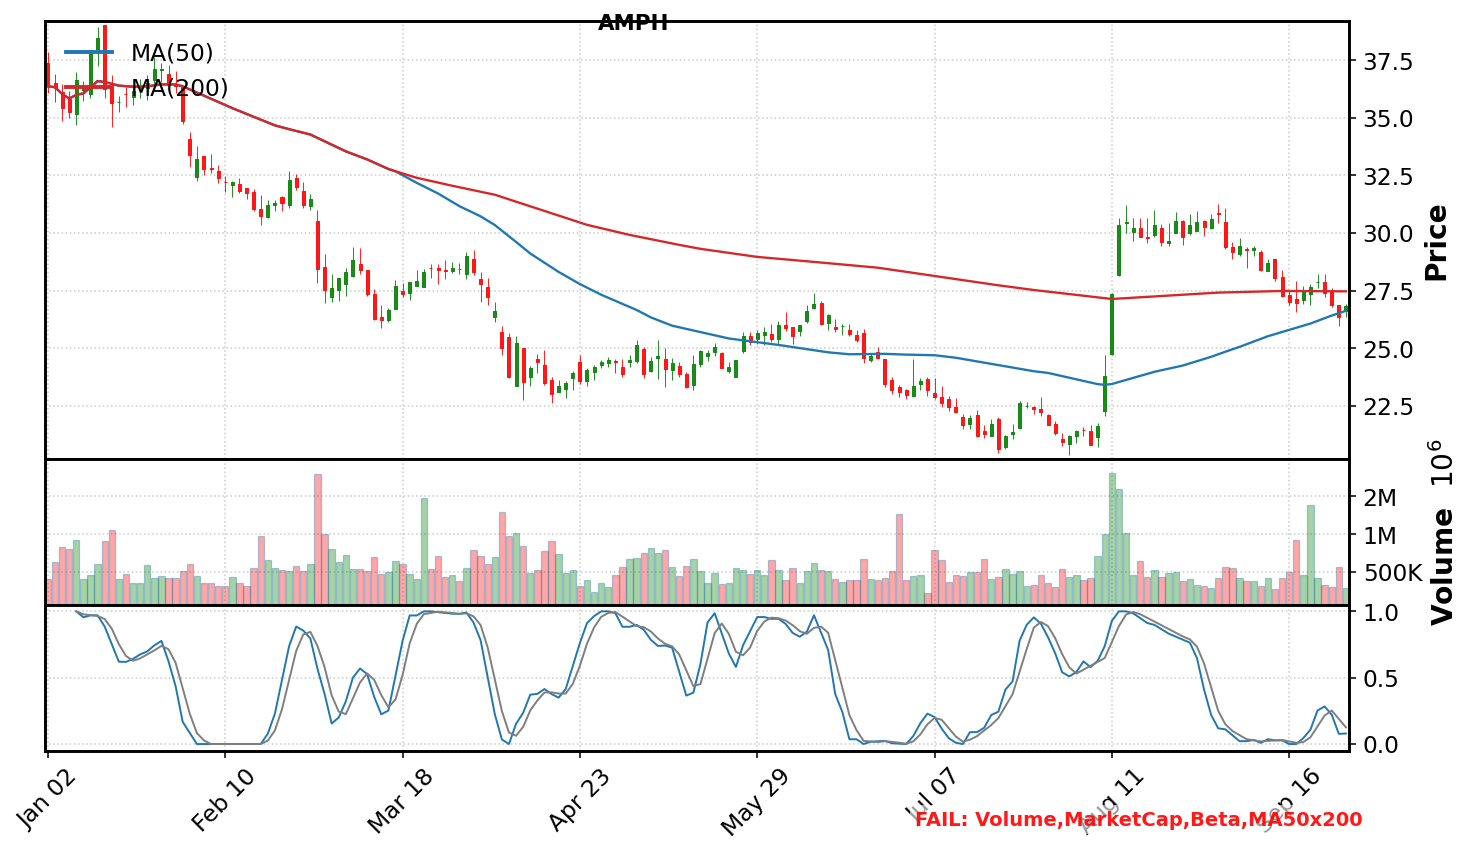 AMPH
MA(50)
MA(200)
37.5
35.0
32.5
30.0
27.5
25.0
22.5
Price
10⁶
2M
1M
500K
Volume
1.0
0.5
0.0
Jan 02
Feb 10
Mar 18
Apr 23
May 29
Jul 07
Aug 11
Sep 16
FAIL: Volume,MarketCap,Beta,MA50x200